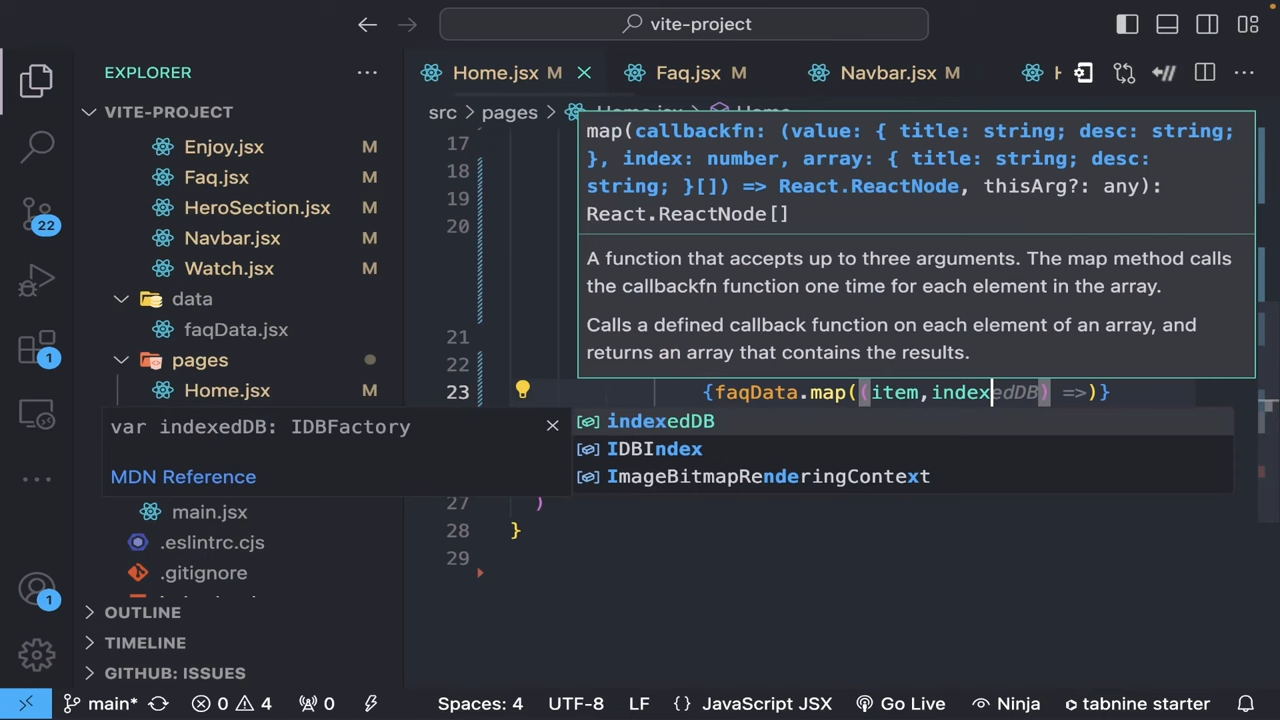 vite-project
EXPLORER
VITE-PROJECT
Enjoy.jsx M
Faq.jsx M
HeroSection.jsx M
Navbar.jsx M
Watch.jsx M
data
faqData.jsx
pages
Home.jsx M
main.jsx
.eslintrc.cjs
.gitignore
OUTLINE
TIMELINE
GITHUB: ISSUES
22
1
1
Home.jsx M
Faq.jsx M
Navbar.jsx M
src > pages >
17
18
19
20
21
22
23
27
28
29
map(callbackfn: (value: { title: string; desc: string;
}, index: number, array: { title: string; desc:
string; }[]) => React.ReactNode, thisArg?: any):
React.ReactNode[]
A function that accepts up to three arguments. The map method calls
the callbackfn function one time for each element in the array.
Calls a defined callback function on each element of an array, and
returns an array that contains the results.
{faqData.map((item,indexedDB) =>)}
indexedDB
IDBIndex
ImageBitmapRenderingContext
var indexedDB: IDBFactory
MDN Reference
)
}
main* 0 4 0 Spaces: 4 UTF-8 LF {} JavaScript JSX Go Live Ninja tabnine starter